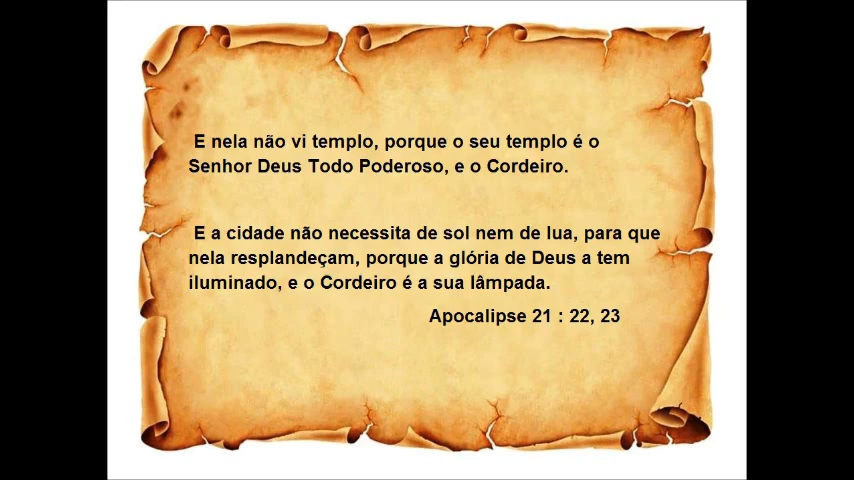 E nela não vi templo, porque o seu templo é o
Senhor Deus Todo Poderoso, e o Cordeiro.
E a cidade não necessita de sol nem de lua, para que
nela resplandeçam, porque a glória de Deus a tem
iluminado, e o Cordeiro é a sua lâmpada.
Apocalipse 21 : 22, 23